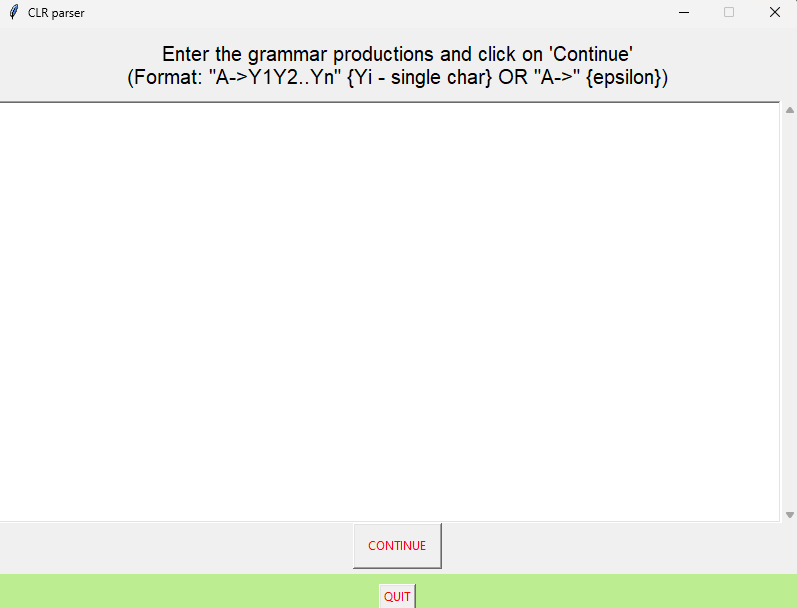 CLR parser
Enter the grammar productions and click on 'Continue'
(Format: "A->Y1Y2..Yn" {Yi - single char} OR "A->" {epsilon})
CONTINUE
QUIT